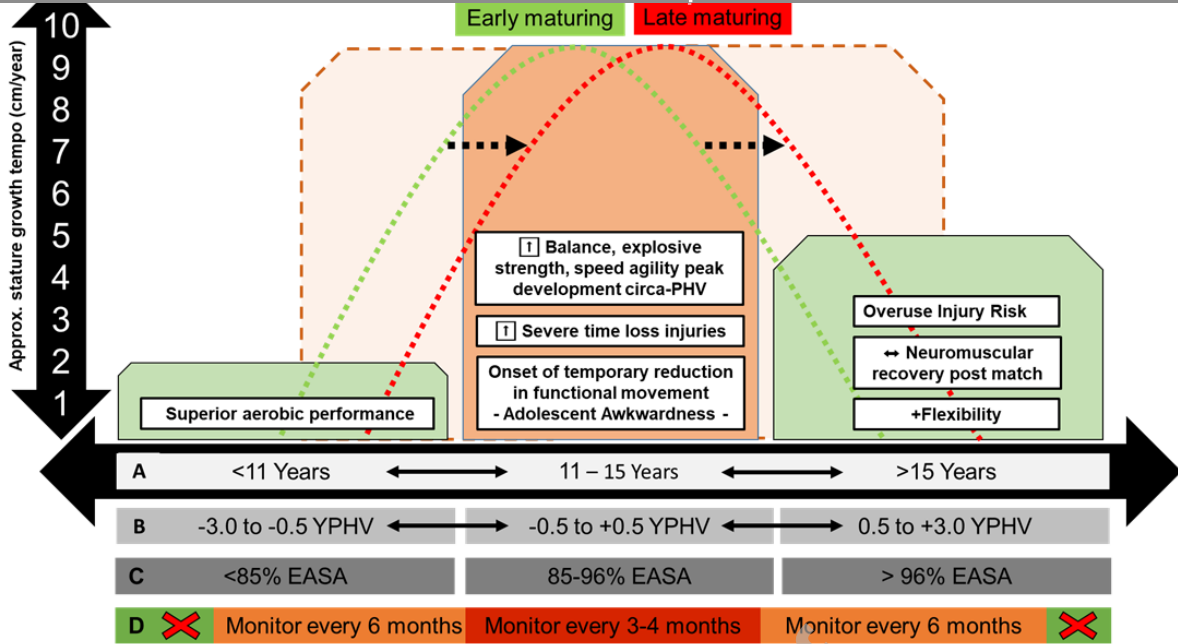 Early maturing
Late maturing
Approx. stature growth tempo (cm/year)
10
9
8
7
6
5
4
3
2
1
Superior aerobic performance
↑ Balance, explosive
strength, speed agility peak
development circa-PHV
↑ Severe time loss injuries
Onset of temporary reduction
in functional movement
- Adolescent Awkwardness -
Overuse Injury Risk
↔ Neuromuscular
recovery post match
+Flexibility
A <11 Years 11 – 15 Years >15 Years
B -3.0 to -0.5 YPHV -0.5 to +0.5 YPHV 0.5 to +3.0 YPHV
C <85% EASA 85-96% EASA > 96% EASA
D Monitor every 6 months Monitor every 3-4 months Monitor every 6 months